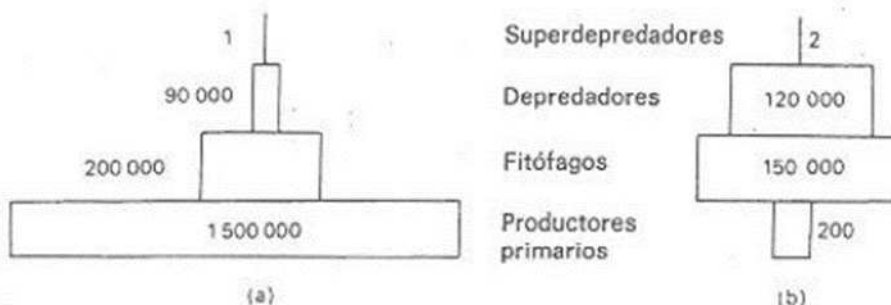 1
90 000
200 000
1 500 000
(a)
Superdepredadores
Depredadores
Fitófagos
Productores
primarios
2
120 000
150 000
200
(b)